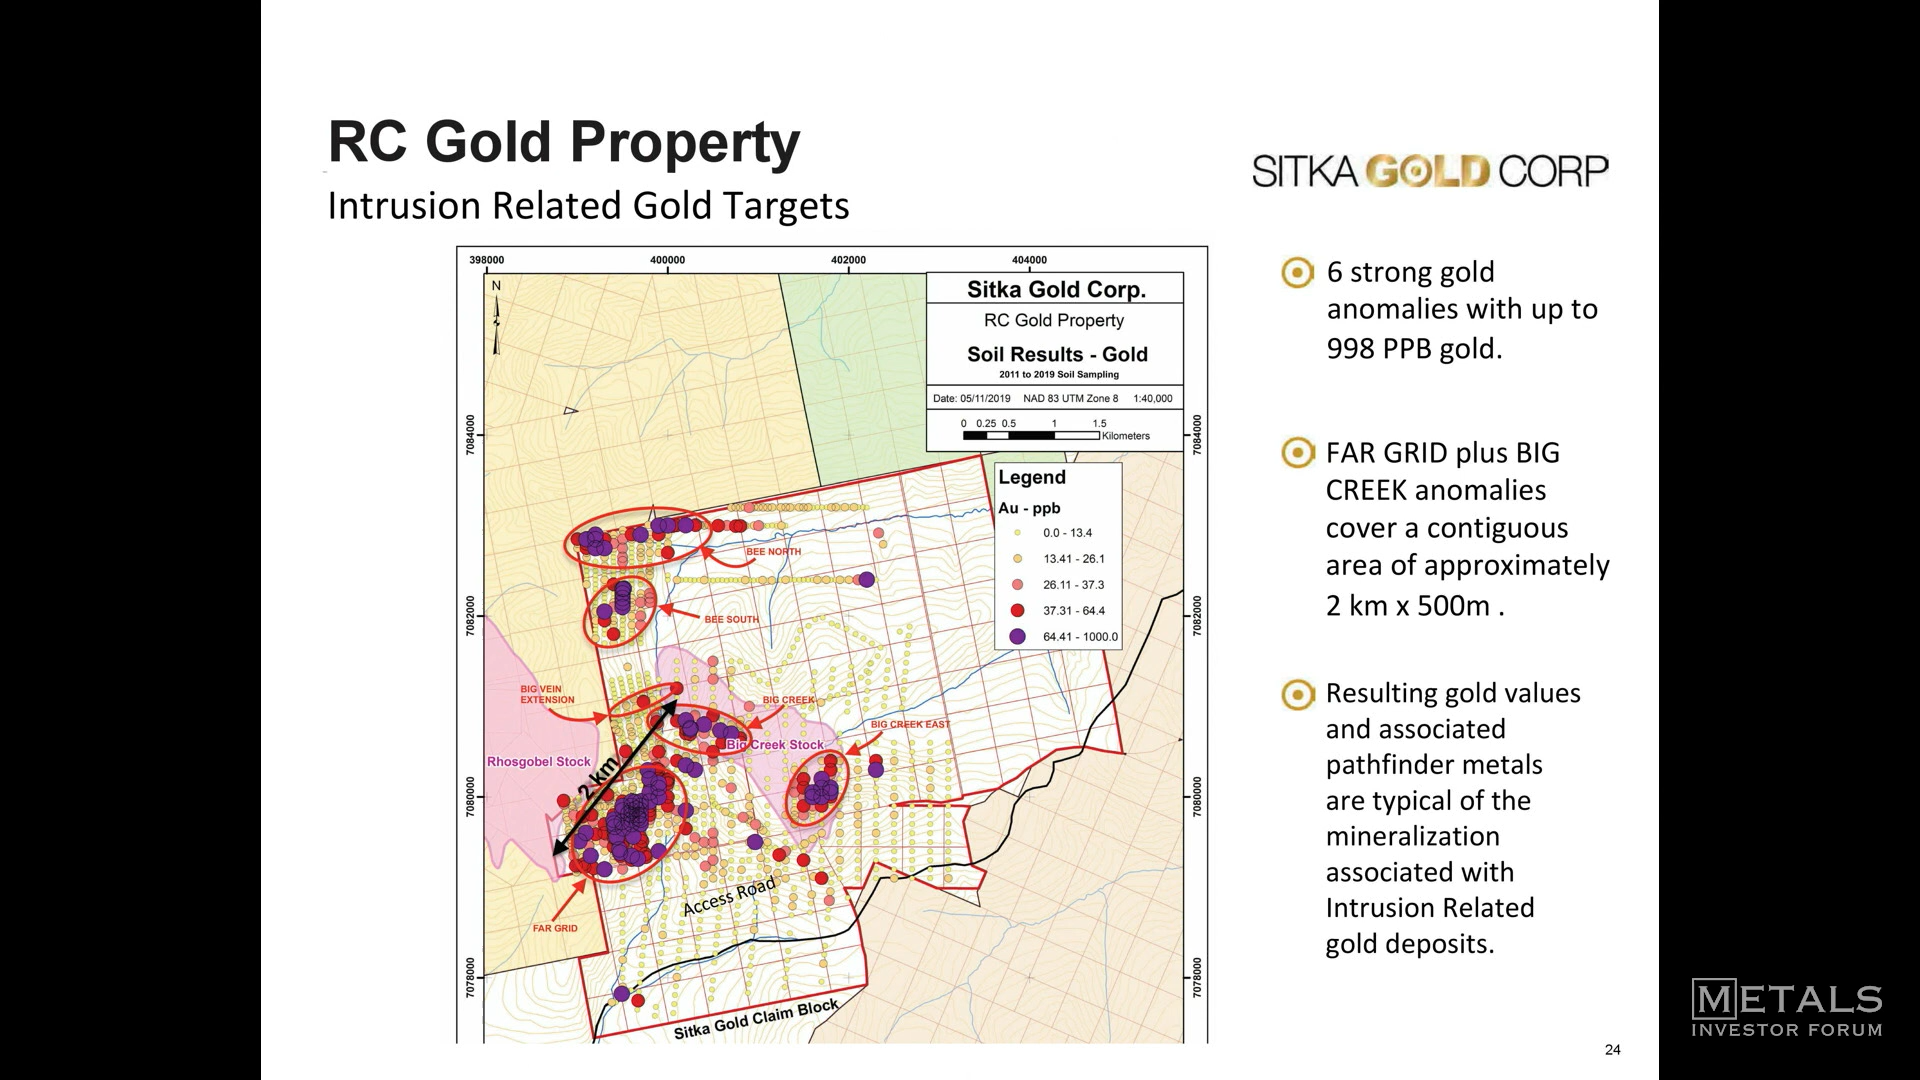 RC Gold Property
Intrusion Related Gold Targets
SITKA GOLD CORP
398000 400000 402000 404000
N
Sitka Gold Corp.
RC Gold Property
Soil Results - Gold
2011 to 2019 Soil Sampling
Date: 05/11/2019 NAD 83 UTM Zone 8 1:40,000
0 0.25 0.5 1 1.5
Kilometers
Legend
Au - ppb
0.0 - 13.4
13.41 - 26.1
26.11 - 37.3
37.31 - 64.4
64.41 - 1000.0
7084000
7082000
7080000
7078000
7084000
7082000
7080000
7078000
BEE NORTH
BEE SOUTH
BIG VEIN
EXTENSION
BIG CREEK
BIG CREEK EAST
Big Creek Stock
Rhosgobel Stock
2 km
FAR GRID
Access Road
Sitka Gold Claim Block
6 strong gold
anomalies with up to
998 PPB gold.
FAR GRID plus BIG
CREEK anomalies
cover a contiguous
area of approximately
2 km x 500m .
Resulting gold values
and associated
pathfinder metals
are typical of the
mineralization
associated with
Intrusion Related
gold deposits.
METALS
INVESTOR FORUM
24